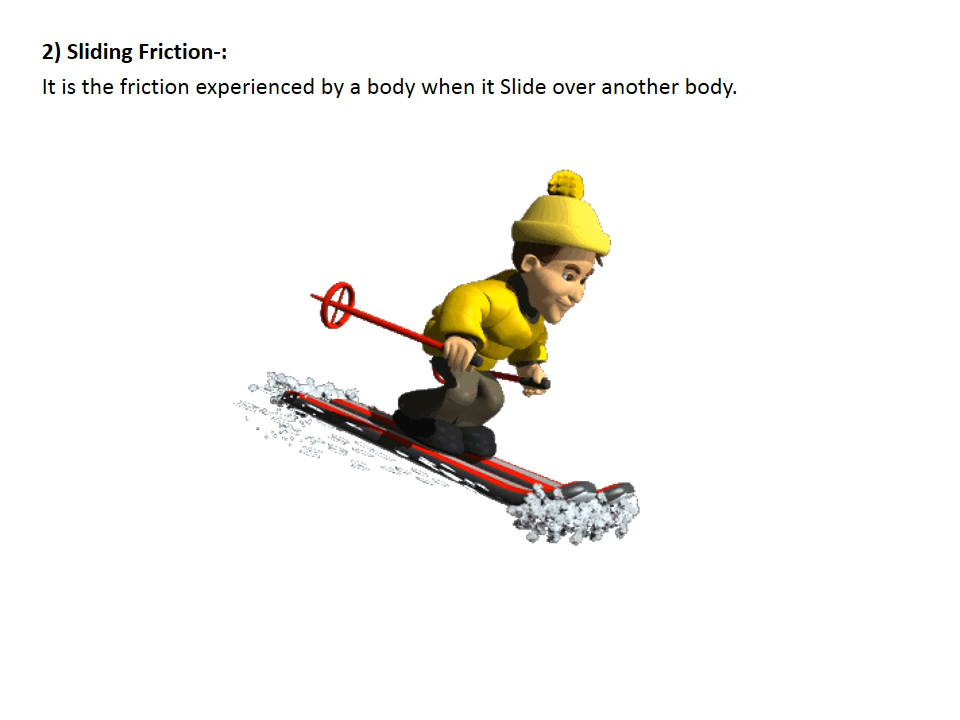 2) Sliding Friction-:
It is the friction experienced by a body when it Slide over another body.